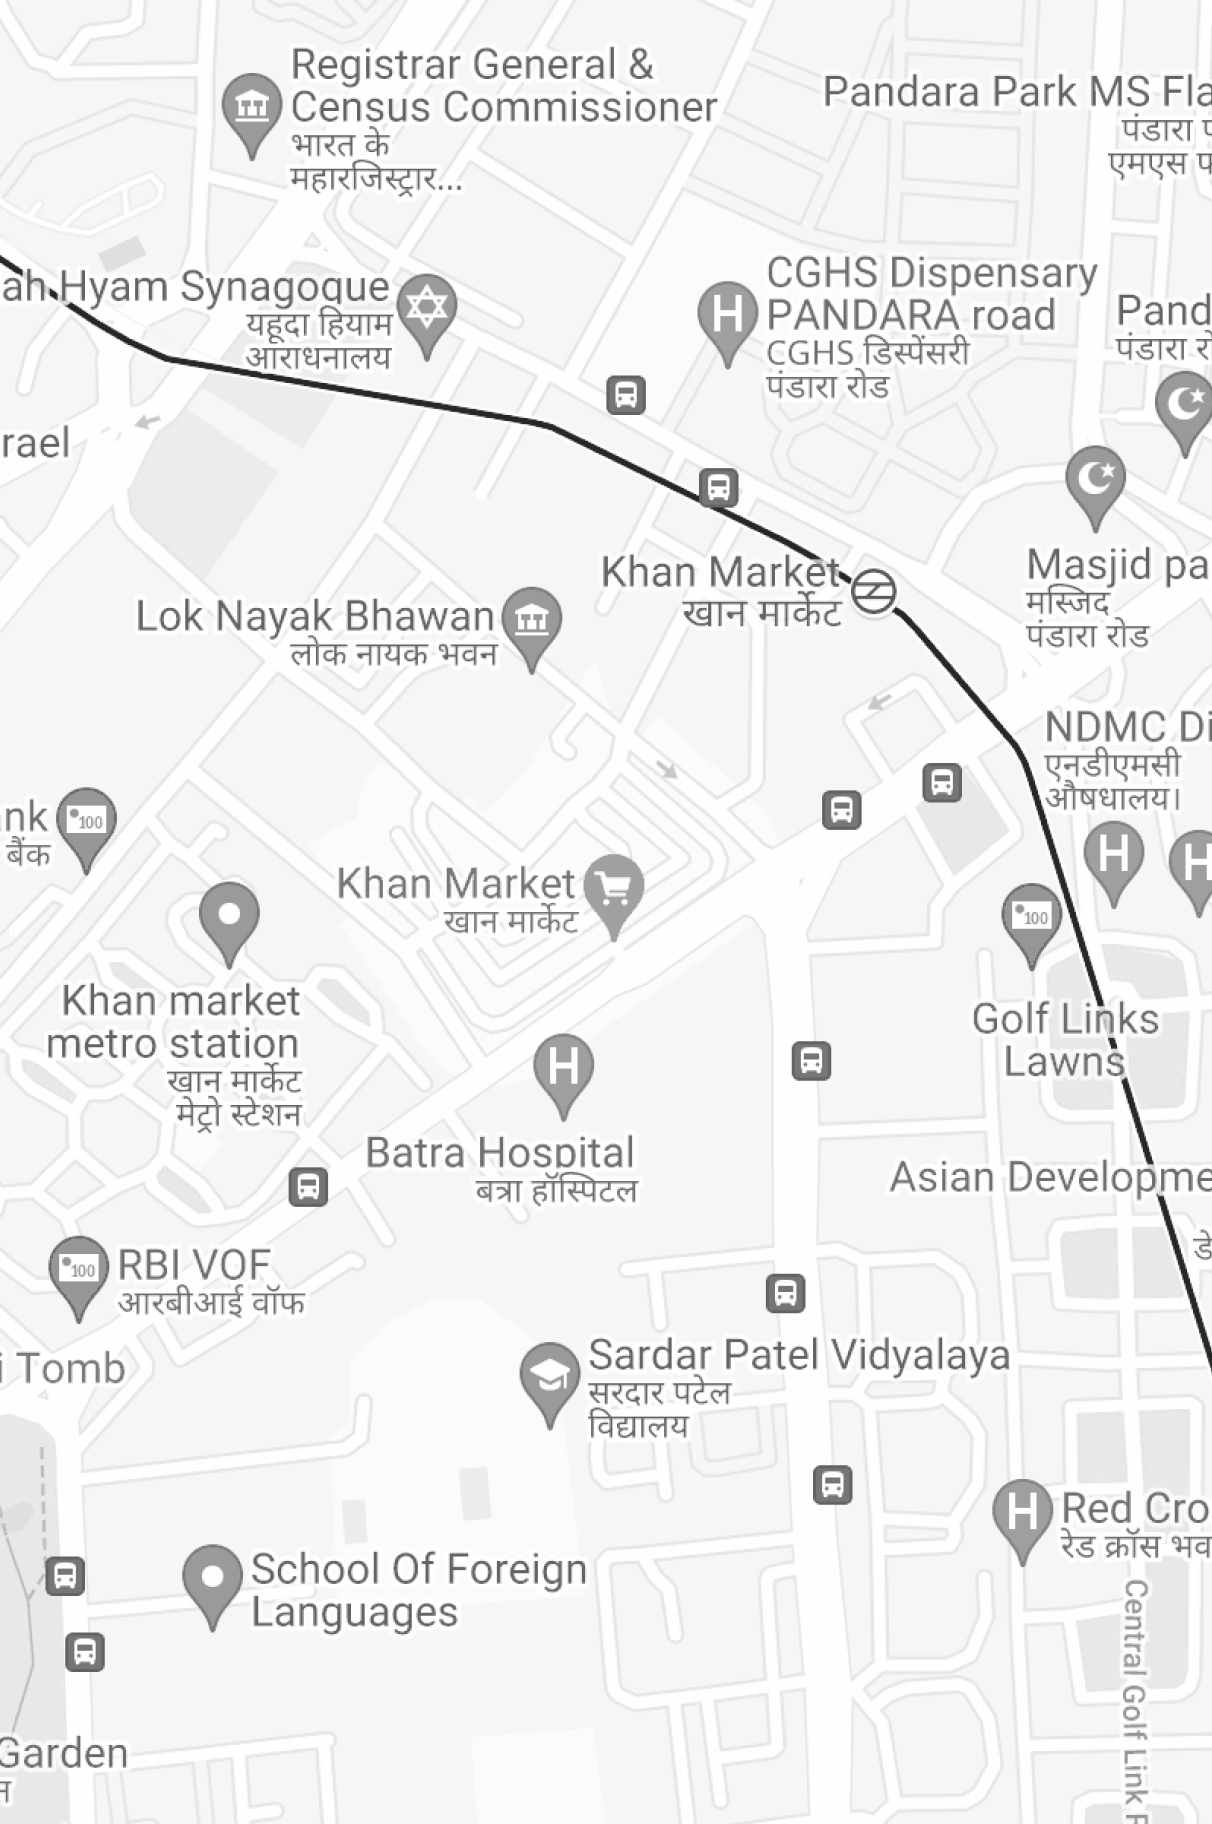 Registrar General &
Census Commissioner
भारत के
महारजिस्ट्रार...
Pandara Park MS Fla
पंडारा प
एमएस फ
ah Hyam Synagogue
यहूदा हियाम
आराधनालय
CGHS Dispensary
PANDARA road
CGHS डिस्पेंसरी
पंडारा रोड
Pand
पंडारा रो
rael
Khan Market
खान मार्केट
Masjid pa
मस्जिद
पंडारा रोड
Lok Nayak Bhawan
लोक नायक भवन
NDMC Di
एनडीएमसी
औषधालय।
ank
बैंक
100
Khan Market
खान मार्केट
100
Khan market
metro station
खान मार्केट
मेट्रो स्टेशन
Golf Links
Lawns
Batra Hospital
बत्रा हॉस्पिटल
Asian Developme
डे
RBI VOF
आरबीआई वॉफ
100
i Tomb
Sardar Patel Vidyalaya
सरदार पटेल
विद्यालय
Red Cro
रेड क्रॉस भव
School Of Foreign
Languages
Central Golf Link R
Garden
न